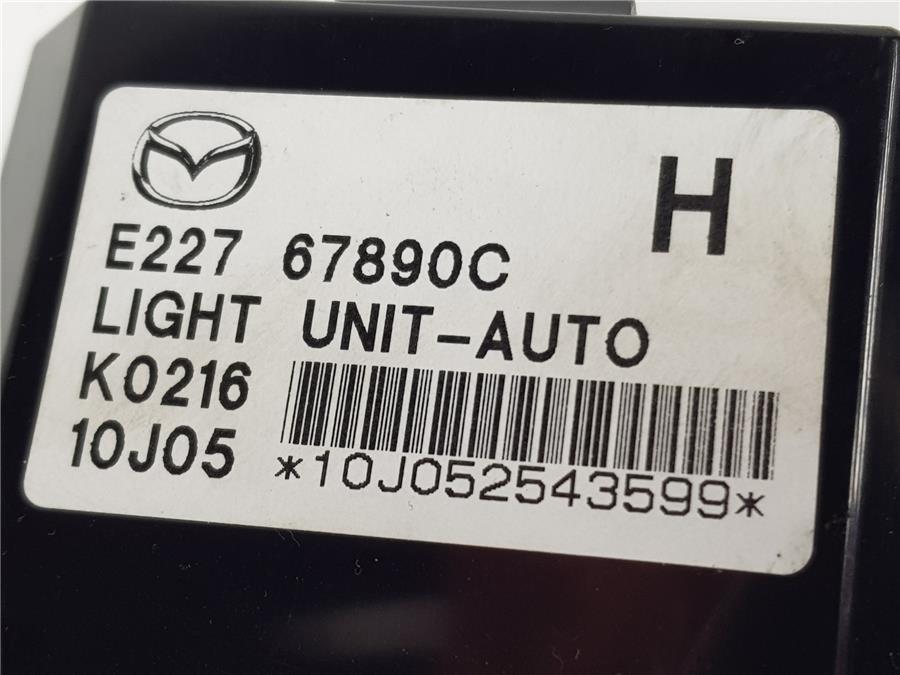 H
E227 67890C
LIGHT UNIT-AUTO
K0216
10J05
*10J052543599*